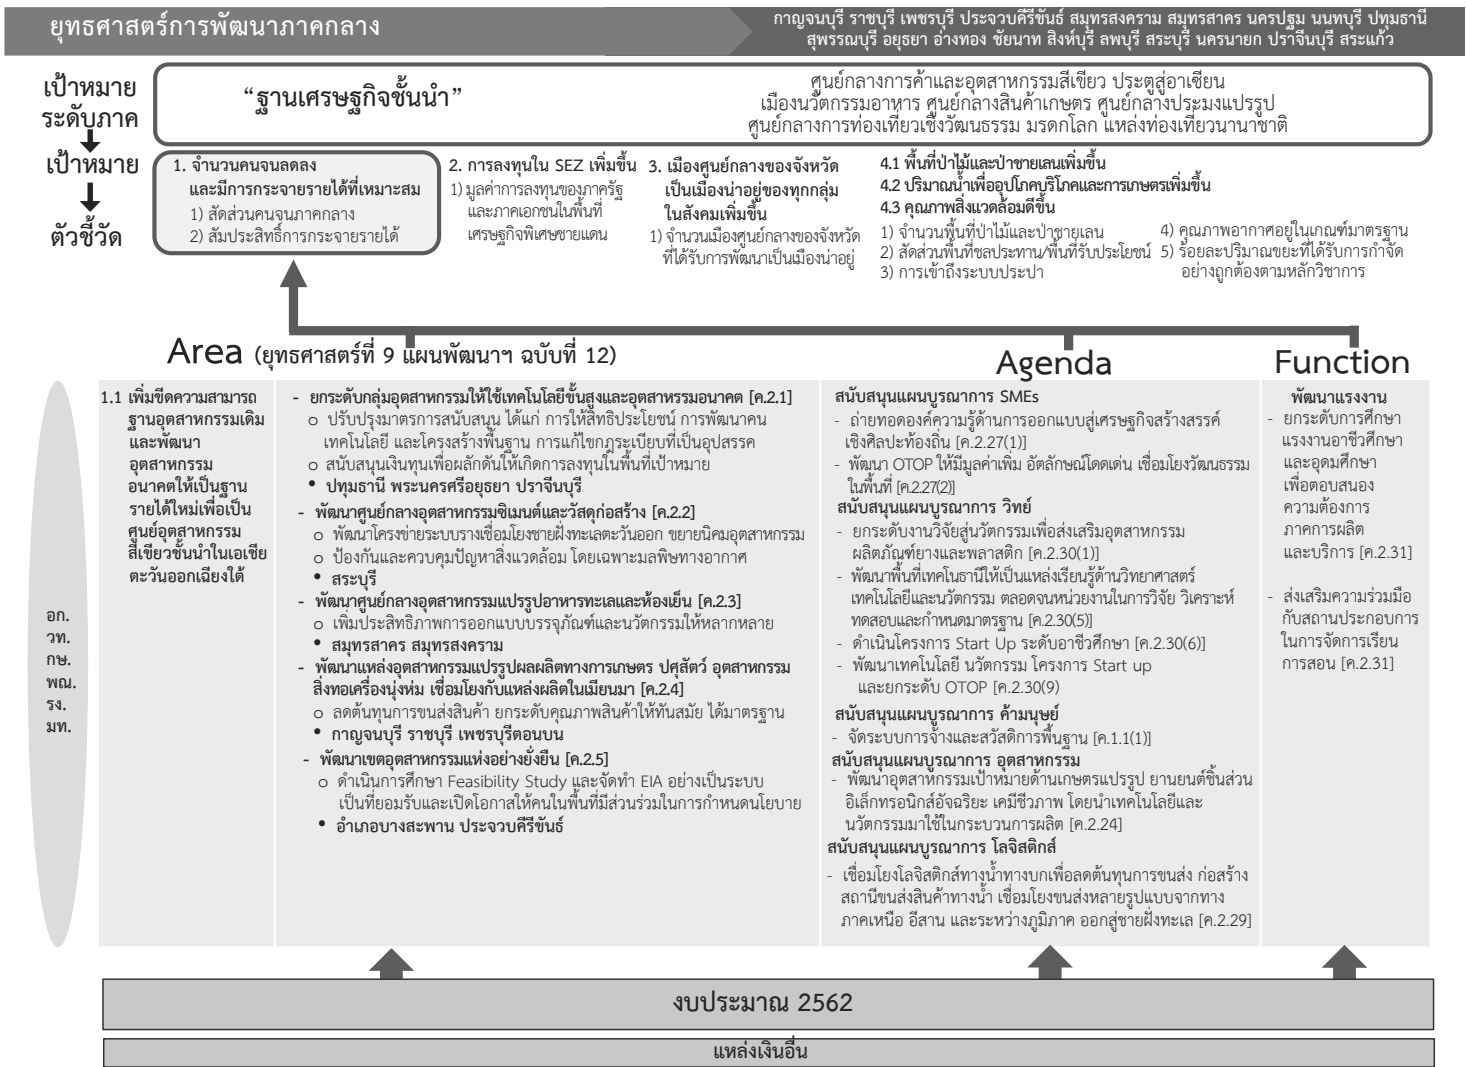 ยุทธศาสตร์การพัฒนาภาคกลาง
กาญจนบุรี ราชบุรี เพชรบุรี ประจวบคีรีขันธ์ สมุทรสงคราม สมุทรสาคร นครปฐม นนทบุรี ปทุมธานี
สุพรรณบุรี อยุธยา อ่างทอง ชัยนาท สิงห์บุรี ลพบุรี สระบุรี นครนายก ปราจีนบุรี สระแก้ว
เป้าหมาย
ระดับภาค
“ฐานเศรษฐกิจชั้นนำ”
ศูนย์กลางการค้าและอุตสาหกรรมสีเขียว ประตูสู่อาเซียน
เมืองนวัตกรรมอาหาร ศูนย์กลางสินค้าเกษตร ศูนย์กลางประมงแปรรูป
ศูนย์กลางการท่องเที่ยวเชิงวัฒนธรรม มรดกโลก แหล่งท่องเที่ยวนานาชาติ
เป้าหมาย
ตัวชี้วัด
1. จำนวนคนจนลดลง
และมีการกระจายรายได้ที่เหมาะสม
1) สัดส่วนคนจนภาคกลาง
2) สัมประสิทธิ์การกระจายรายได้
2. การลงทุนใน SEZ เพิ่มขึ้น
1) มูลค่าการลงทุนของภาครัฐ
และภาคเอกชนในพื้นที่
เศรษฐกิจพิเศษชายแดน
3. เมืองศูนย์กลางของจังหวัด
เป็นเมืองน่าอยู่ของทุกกลุ่ม
ในสังคมเพิ่มขึ้น
1) จำนวนเมืองศูนย์กลางของจังหวัด
ที่ได้รับการพัฒนาเป็นเมืองน่าอยู่
4.1 พื้นที่ป่าไม้และป่าชายเลนเพิ่มขึ้น
4.2 ปริมาณน้ำเพื่ออุปโภคบริโภคและการเกษตรเพิ่มขึ้น
4.3 คุณภาพสิ่งแวดล้อมดีขึ้น
1) จำนวนพื้นที่ป่าไม้และป่าชายเลน
2) สัดส่วนพื้นที่ชลประทาน/พื้นที่รับประโยชน์
3) การเข้าถึงระบบประปา
4) คุณภาพอากาศอยู่ในเกณฑ์มาตรฐาน
5) ร้อยละปริมาณขยะที่ได้รับการกำจัด
อย่างถูกต้องตามหลักวิชาการ
Area (ยุทธศาสตร์ที่ 9 แผนพัฒนาฯ ฉบับที่ 12)
Agenda
Function
อก.
วท.
กษ.
พณ.
รง.
มท.
1.1 เพิ่มขีดความสามารถ
ฐานอุตสาหกรรมเดิม
และพัฒนา
อุตสาหกรรม
อนาคตให้เป็นฐาน
รายได้ใหม่เพื่อเป็น
ศูนย์อุตสาหกรรม
สีเขียวชั้นนำในเอเชีย
ตะวันออกเฉียงใต้
- ยกระดับกลุ่มอุตสาหกรรมให้ใช้เทคโนโลยีขั้นสูงและอุตสาหรรมอนาคต [ค.2.1]
o ปรับปรุงมาตรการสนับสนุน ได้แก่ การให้สิทธิประโยชน์ การพัฒนาคน
เทคโนโลยี และโครงสร้างพื้นฐาน การแก้ไขกฎระเบียบที่เป็นอุปสรรค
o สนับสนุนเงินทุนเพื่อผลักดันให้เกิดการลงทุนในพื้นที่เป้าหมาย
• ปทุมธานี พระนครศรีอยุธยา ปราจีนบุรี
- พัฒนาศูนย์กลางอุตสาหกรรมซิเมนต์และวัสดุก่อสร้าง [ค.2.2]
o พัฒนาโครงข่ายระบบรางเชื่อมโยงชายฝั่งทะเลตะวันออก ขยายนิคมอุตสาหกรรม
o ป้องกันและควบคุมปัญหาสิ่งแวดล้อม โดยเฉพาะมลพิษทางอากาศ
• สระบุรี
- พัฒนาศูนย์กลางอุตสาหกรรมแปรรูปอาหารทะเลและห้องเย็น [ค.2.3]
o เพิ่มประสิทธิภาพการออกแบบบรรจุภัณฑ์และนวัตกรรมให้หลากหลาย
• สมุทรสาคร สมุทรสงคราม
- พัฒนาแหล่งอุตสาหกรรมแปรรูปผลผลิตทางการเกษตร ปศุสัตว์ อุตสาหกรรม
สิ่งทอเครื่องนุ่งห่ม เชื่อมโยงกับแหล่งผลิตในเมียนมา [ค.2.4]
o ลดต้นทุนการขนส่งสินค้า ยกระดับคุณภาพสินค้าให้ทันสมัย ได้มาตรฐาน
• กาญจนบุรี ราชบุรี เพชรบุรีตอนบน
- พัฒนาเขตอุตสาหกรรมแห่งอย่างยั่งยืน [ค.2.5]
o ดำเนินการศึกษา Feasibility Study และจัดทำ EIA อย่างเป็นระบบ
เป็นที่ยอมรับและเปิดโอกาสให้คนในพื้นที่มีส่วนร่วมในการกำหนดนโยบาย
• อำเภอบางสะพาน ประจวบคีรีขันธ์
สนับสนุนแผนบูรณาการ SMEs
- ถ่ายทอดองค์ความรู้ด้านการออกแบบสู่เศรษฐกิจสร้างสรรค์
เชิงศิลปะท้องถิ่น [ค.2.27(1)]
- พัฒนา OTOP ให้มีมูลค่าเพิ่ม อัตลักษณ์โดดเด่น เชื่อมโยงวัฒนธรรม
ในพื้นที่ [ค.2.27(2)]
สนับสนุนแผนบูรณาการ วิทย์
- ยกระดับงานวิจัยสู่นวัตกรรมเพื่อส่งเสริมอุตสาหกรรม
ผลิตภัณฑ์ยางและพลาสติก [ค.2.30(1)]
- พัฒนาพื้นที่เทคโนธานีให้เป็นแหล่งเรียนรู้ด้านวิทยาศาสตร์
เทคโนโลยีและนวัตกรรม ตลอดจนหน่วยงานในการวิจัย วิเคราะห์
ทดสอบและกำหนดมาตรฐาน [ค.2.30(5)]
- ดำเนินโครงการ Start Up ระดับอาชีวศึกษา [ค.2.30(6)]
- พัฒนาเทคโนโลยี นวัตกรรม โครงการ Start up
และยกระดับ OTOP [ค.2.30(9)
สนับสนุนแผนบูรณาการ ค้ามนุษย์
- จัดระบบการจ้างและสวัสดิการพื้นฐาน [ค.1.1(1)]
สนับสนุนแผนบูรณาการ อุตสาหกรรม
- พัฒนาอุตสาหกรรมเป้าหมายด้านเกษตรแปรรูป ยานยนต์ชิ้นส่วน
อิเล็กทรอนิกส์อัจฉริยะ เคมีชีวภาพ โดยนำเทคโนโลยีและ
นวัตกรรมมาใช้ในกระบวนการผลิต [ค.2.24]
สนับสนุนแผนบูรณาการ โลจิสติกส์
- เชื่อมโยงโลจิสติกส์ทางน้ำทางบกเพื่อลดต้นทุนการขนส่ง ก่อสร้าง
สถานีขนส่งสินค้าทางน้ำ เชื่อมโยงขนส่งหลายรูปแบบจากทาง
ภาคเหนือ อีสาน และระหว่างภูมิภาค ออกสู่ชายฝั่งทะเล [ค.2.29]
พัฒนาแรงงาน
- ยกระดับการศึกษา
แรงงานอาชีวศึกษา
และอุดมศึกษา
เพื่อตอบสนอง
ความต้องการ
ภาคการผลิต
และบริการ [ค.2.31]
- ส่งเสริมความร่วมมือ
กับสถานประกอบการ
ในการจัดการเรียน
การสอน [ค.2.31]
งบประมาณ 2562
แหล่งเงินอื่น